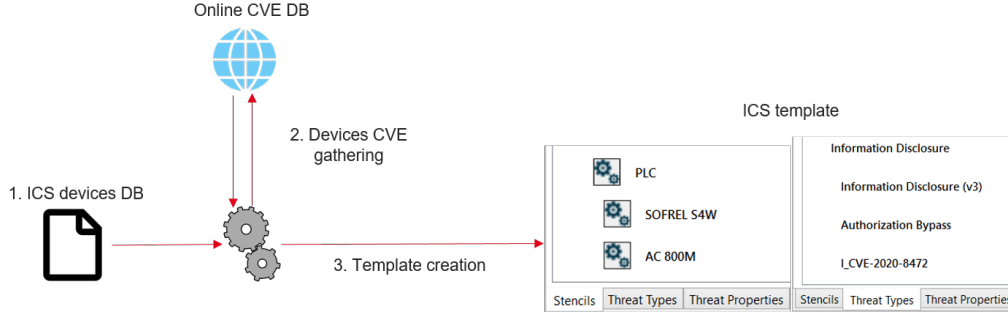 Online CVE DB
2. Devices CVE
gathering
1. ICS devices DB
3. Template creation
ICS template
PLC
SOFREL S4W
AC 800M
Stencils Threat Types Threat Properties
Information Disclosure
Information Disclosure (v3)
Authorization Bypass
I_CVE-2020-8472
Stencils Threat Types Threat Properties